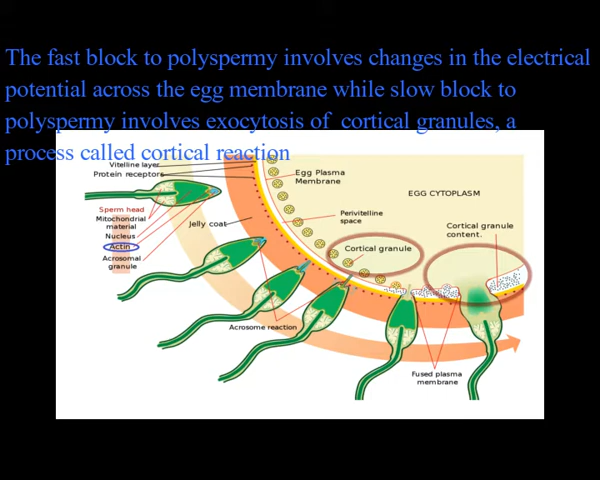 The fast block to polyspermy involves changes in the electrical
potential across the egg membrane while slow block to
polyspermy involves exocytosis of cortical granules, a
process called cortical reaction
Vitelline layer
Protein receptors
Egg Plasma
Membrane
EGG CYTOPLASM
Sperm head
Mitochondrial
material
Nucleus
Actin
Acrosomal
granule
Jelly coat
Perivitelline
space
Cortical granule
Cortical granule
content.
Acrosome reaction
Fused plasma
membrane